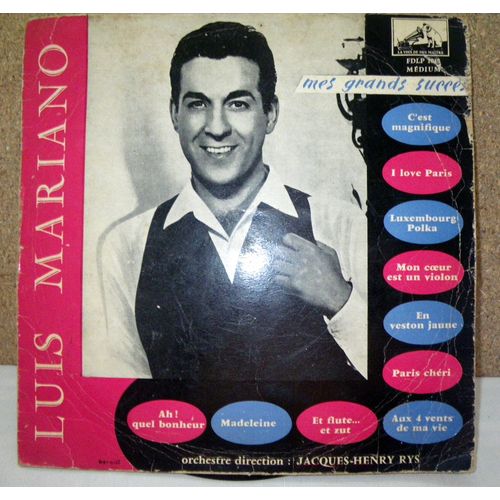 LUIS MARIANO
LA VOIX DE SON MAITRE
FDLP
MÉDIUM
mes grands succès
C'est
magnifique
I love Paris
Luxembourg
Polka
Mon cœur
est un violon
En
veston jaune
Paris chéri
Aux 4 vents
de ma vie
Ah !
quel bonheur
Madeleine
Et flute...
et zut
orchestre direction : JACQUES-HENRY RYS